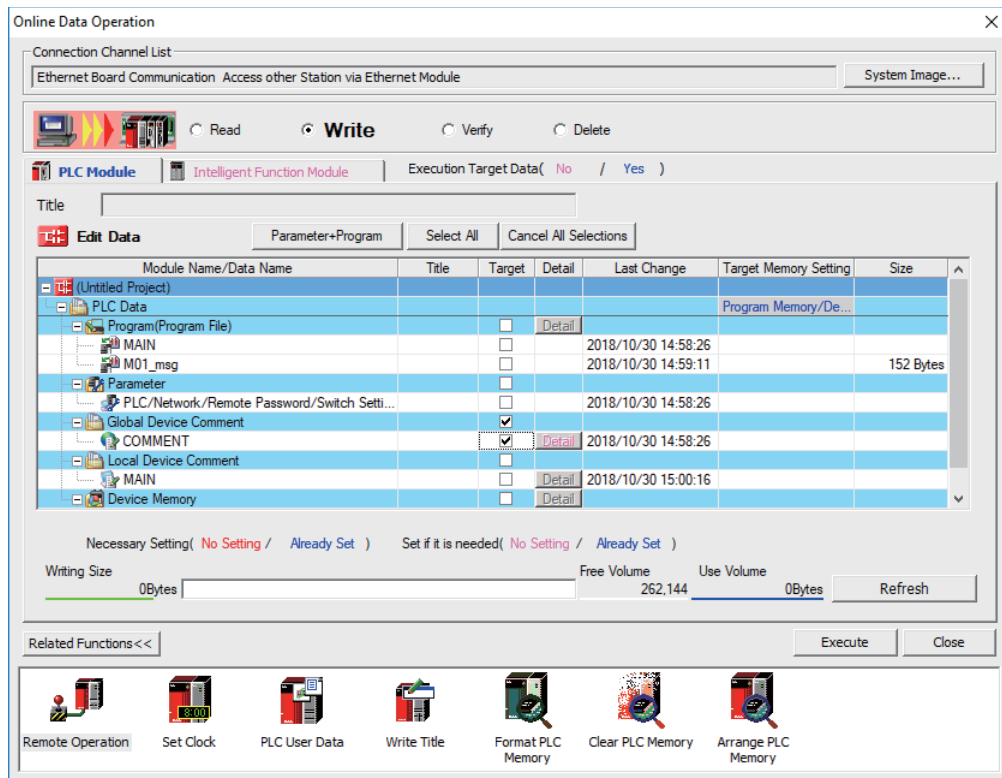 Online Data Operation
Connection Channel List
Ethernet Board Communication Access other Station via Ethernet Module
System Image...
Read Write Verify Delete
PLC Module Intelligent Function Module Execution Target Data( No / Yes )
Title
Edit Data Parameter+Program Select All Cancel All Selections
Module Name/Data Name Title Target Detail Last Change Target Memory Setting Size
(Untitled Project)
PLC Data Program Memory/De...
Program(Program File) Detail
MAIN 2018/10/30 14:58:26
M01_msg 2018/10/30 14:59:11 152 Bytes
Parameter
PLC/Network/Remote Password/Switch Setti... 2018/10/30 14:58:26
Global Device Comment
COMMENT Detail 2018/10/30 14:58:26
Local Device Comment
MAIN Detail 2018/10/30 15:00:16
Device Memory Detail
Necessary Setting( No Setting / Already Set ) Set if it is needed( No Setting / Already Set )
Writing Size Free Volume Use Volume
0Bytes 262,144 0Bytes Refresh
Related Functions<< Execute Close
8:00
Remote Operation Set Clock PLC User Data Write Title Format PLC Memory Clear PLC Memory Arrange PLC Memory